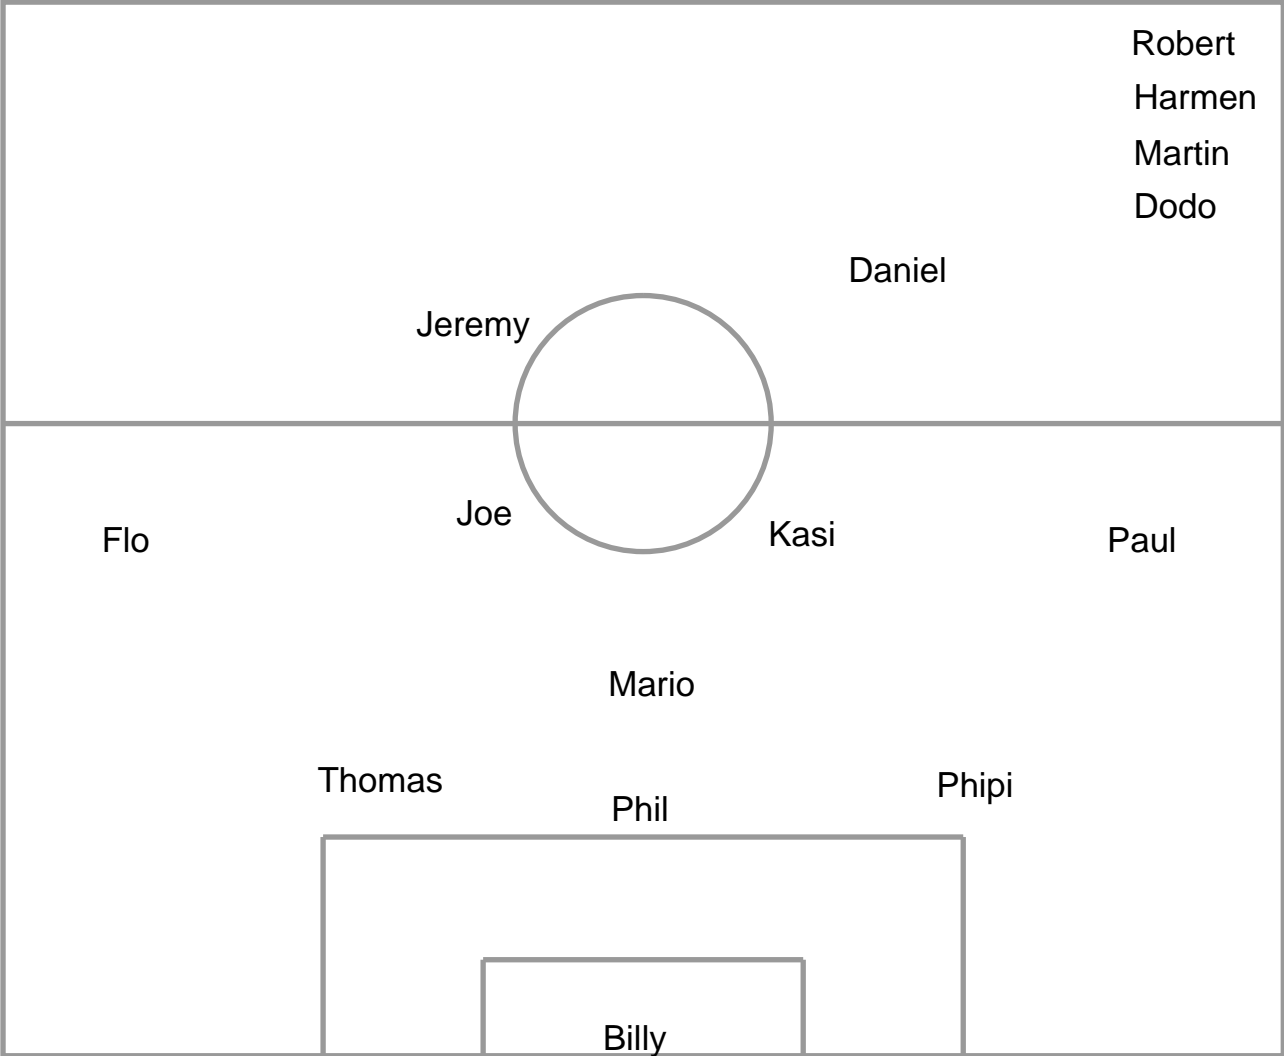 Robert
Harmen
Martin
Dodo
Daniel
Jeremy
Joe
Kasi
Flo
Paul
Mario
Thomas
Phipi
Phil
Billy